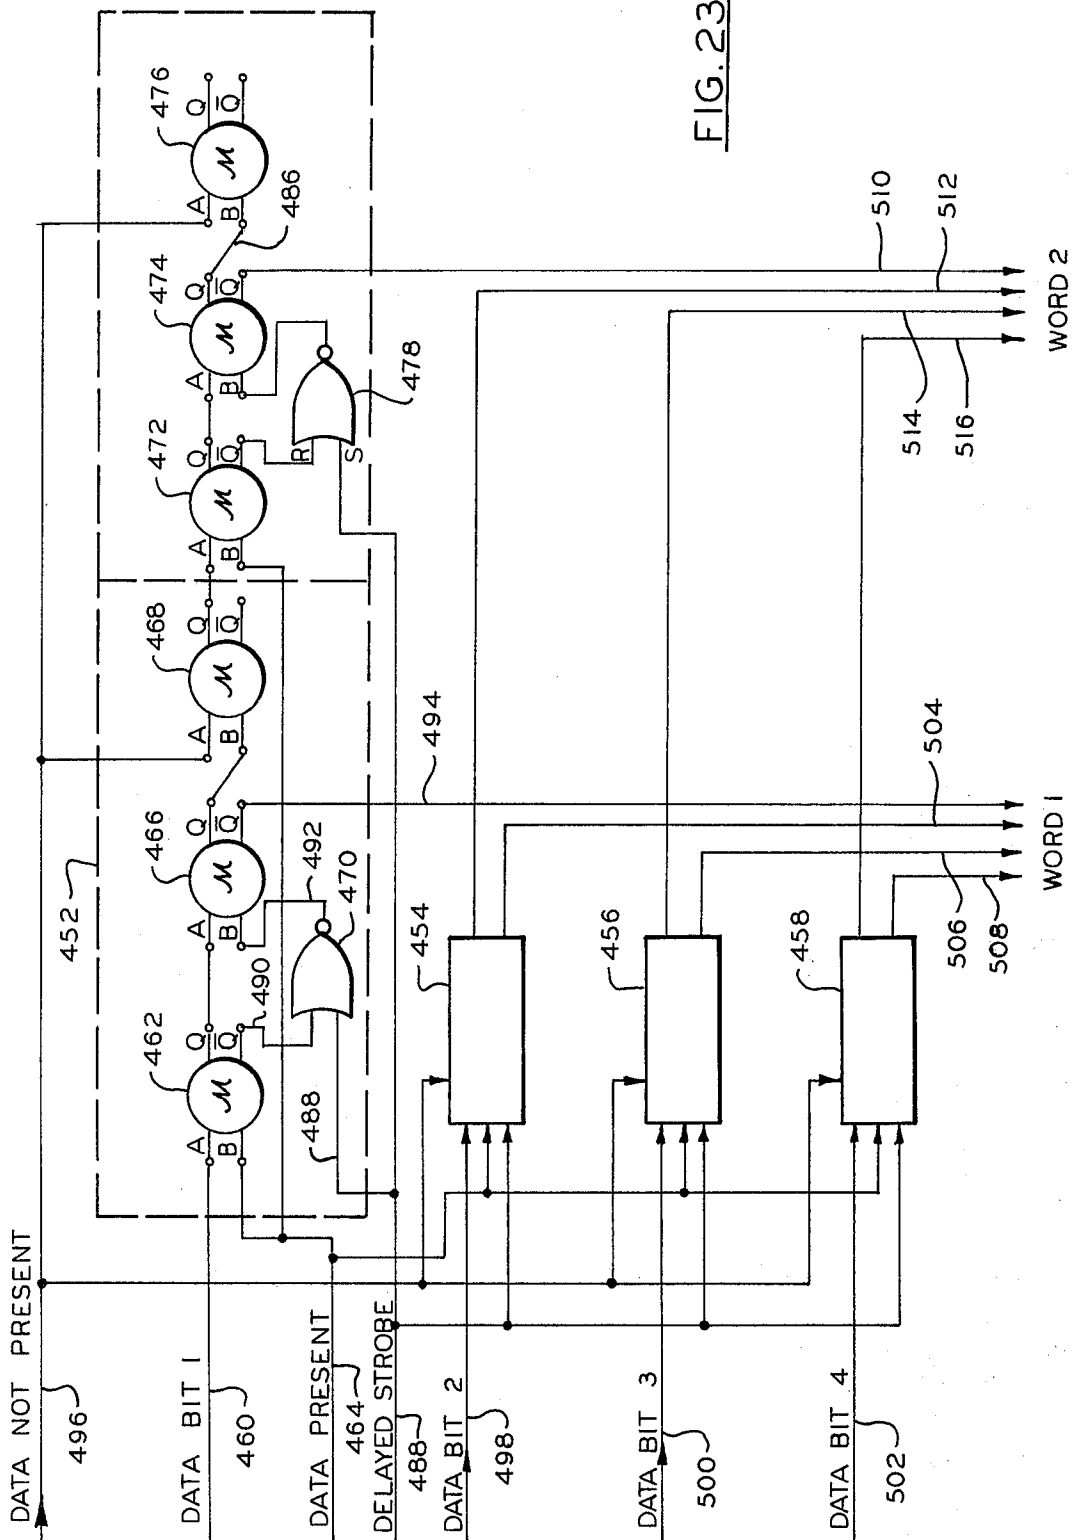 FIG. 23
DATA NOT PRESENT
496
DATA BIT 1
460
DATA PRESENT
464
DELAYED STROBE
488
DATA BIT 2
498
DATA BIT 3
500
DATA BIT 4
502
452
A
B
M
462
Q
Q̅
490
488
470
492
A
B
M
466
Q
Q̅
A
B
M
468
Q
Q̅
A
B
M
472
Q
Q̅
R
S
478
A
B
M
474
Q
Q̅
486
A
B
M
476
Q
Q̅
454
456
458
494
504
506
508
WORD 1
510
512
514
516
WORD 2